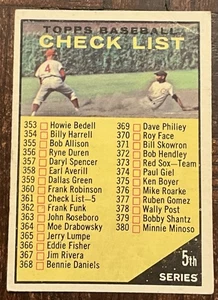 TOPPS BASEBALL
CHECK LIST
353 Howie Bedell
354 Billy Harrell
355 Bob Allison
356 Ryne Duren
357 Daryl Spencer
358 Earl Averill
359 Dallas Green
360 Frank Robinson
361 Check List-5
362 Frank Funk
363 John Roseboro
364 Moe Drabowsky
365 Jerry Lumpe
366 Eddie Fisher
367 Jim Rivera
368 Bennie Daniels
369 Dave Philley
370 Roy Face
371 Bill Skowron
372 Bob Hendley
373 Red Sox-Team
374 Paul Giel
375 Ken Boyer
376 Mike Roarke
377 Ruben Gomez
378 Wally Post
379 Bobby Shantz
380 Minnie Minoso
5th
SERIES